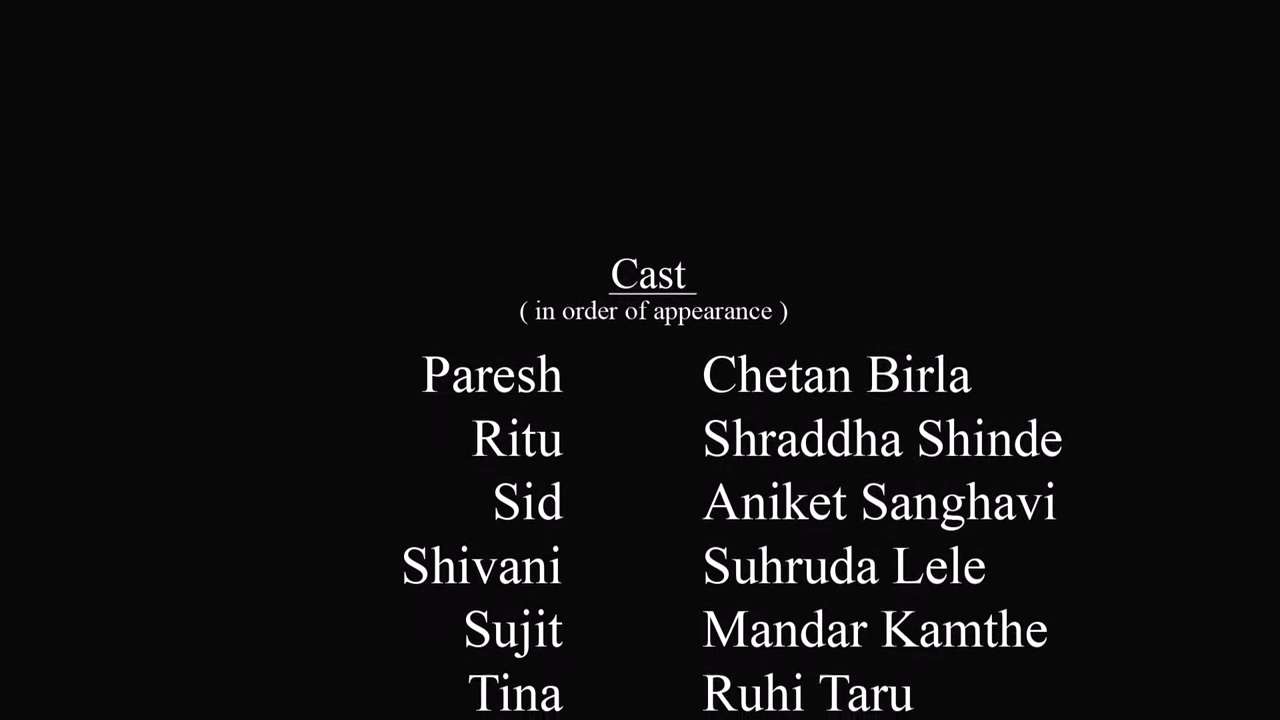 Cast
( in order of appearance )
Paresh Chetan Birla
Ritu Shraddha Shinde
Sid Aniket Sanghavi
Shivani Suhruda Lele
Sujit Mandar Kamthe
Tina Ruhi Taru